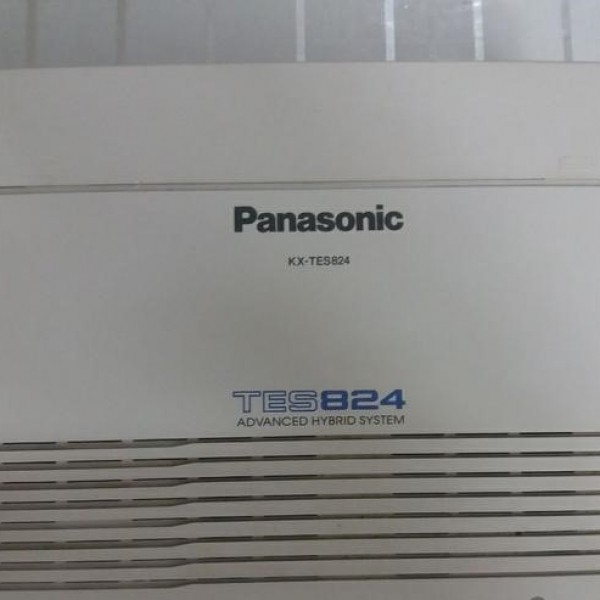 Panasonic
KX-TES824
TES824
ADVANCED HYBRID SYSTEM